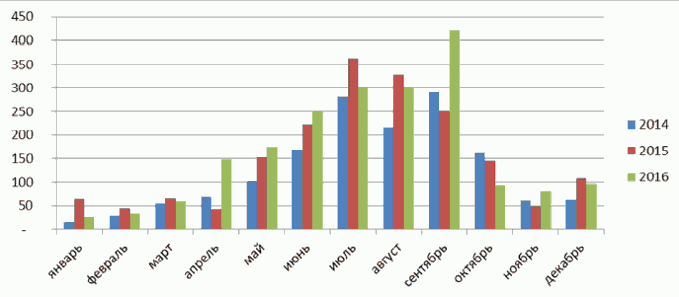 450
400
350
300
250
200
150
100
50
-
январь
февраль
март
апрель
май
июнь
июль
август
сентябрь
октябрь
ноябрь
декабрь
2014
2015
2016